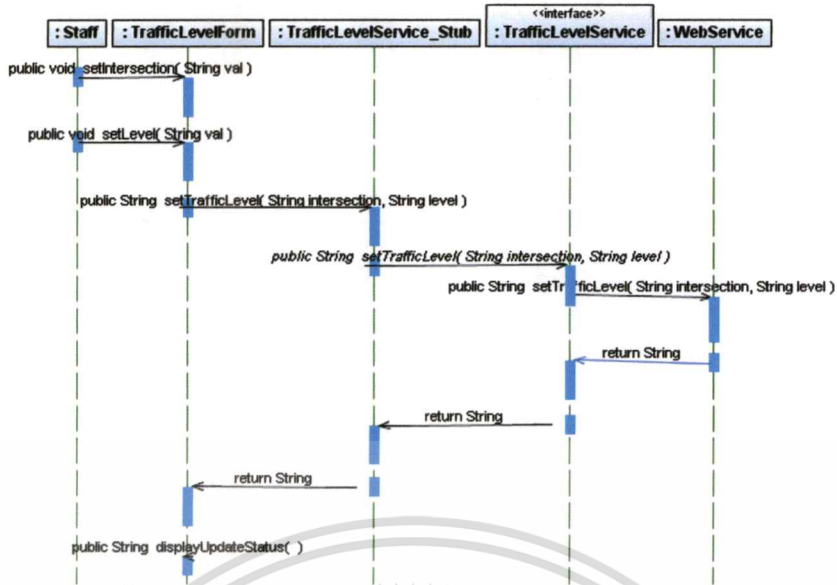 <<interface>>
: Staff
: TrafficLevelForm
: TrafficLevelService_Stub
: TrafficLevelService
: WebService
public void setIntersection( String val )
public void setLevel( String val )
public String setTrafficLevel( String intersection, String level )
public String setTrafficLevel( String intersection, String level )
public String setTrafficLevel( String intersection, String level )
return String
return String
return String
public String displayUpdateStatus( )